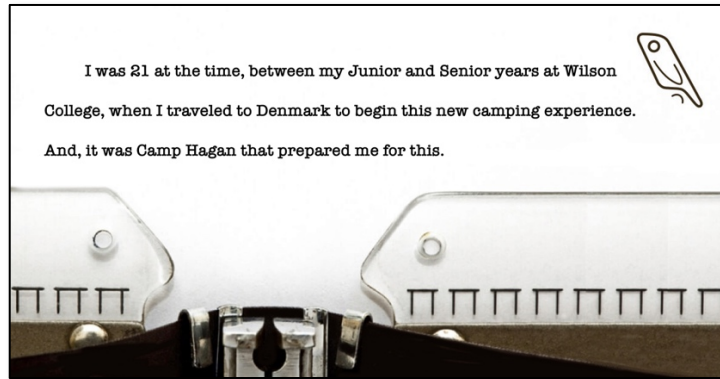 I was 21 at the time, between my Junior and Senior years at Wilson
College, when I traveled to Denmark to begin this new camping experience.
And, it was Camp Hagan that prepared me for this.